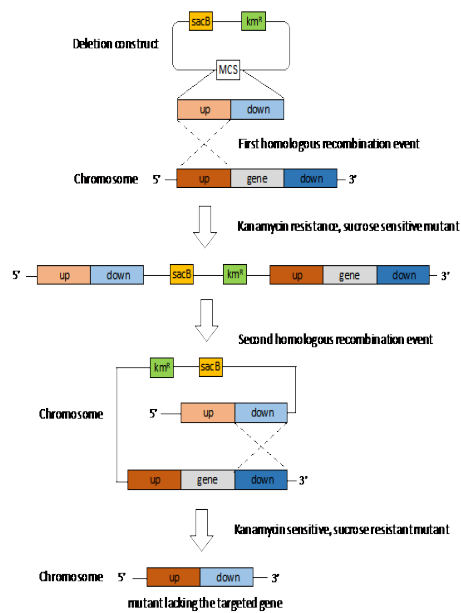 sacB kmR
Deletion construct
MCS
up down
First homologous recombination event
Chromosome 5' up gene down 3'
Kanamycin resistance, sucrose sensitive mutant
5' up down sacB kmR up gene down 3'
Second homologous recombination event
kmR sacB
Chromosome
5' up down
up gene down 3'
Kanamycin sensitive, sucrose resistant mutant
Chromosome 5' up down 3'
mutant lacking the targeted gene